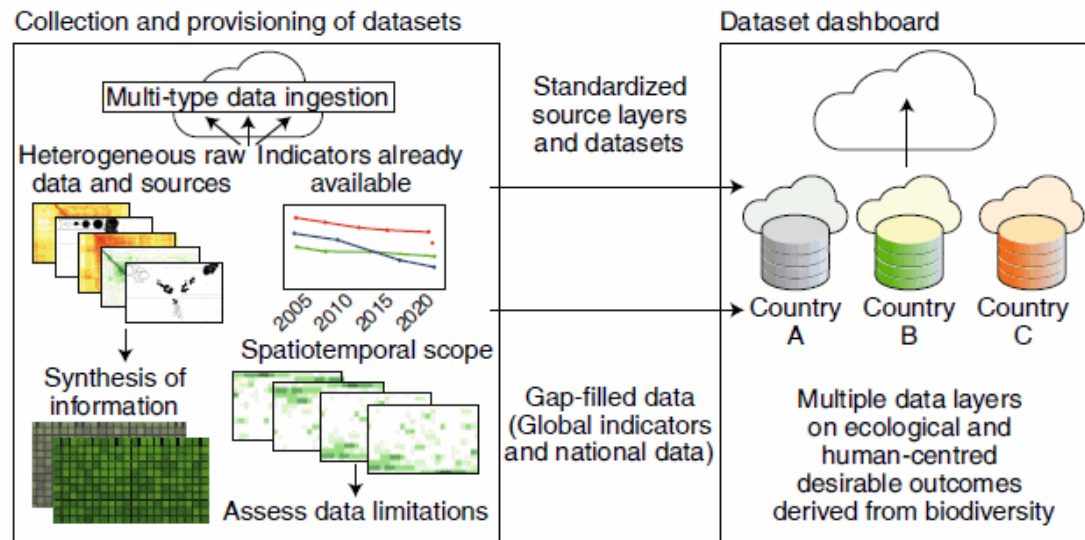 Collection and provisioning of datasets
Multi-type data ingestion
Heterogeneous raw
data and sources
Indicators already
available
2005
2010
2015
2020
Spatiotemporal scope
Synthesis of
information
Assess data limitations
Standardized
source layers
and datasets
Gap-filled data
(Global indicators
and national data)
Dataset dashboard
Country
A
Country
B
Country
C
Multiple data layers
on ecological and
human-centred
desirable outcomes
derived from biodiversity